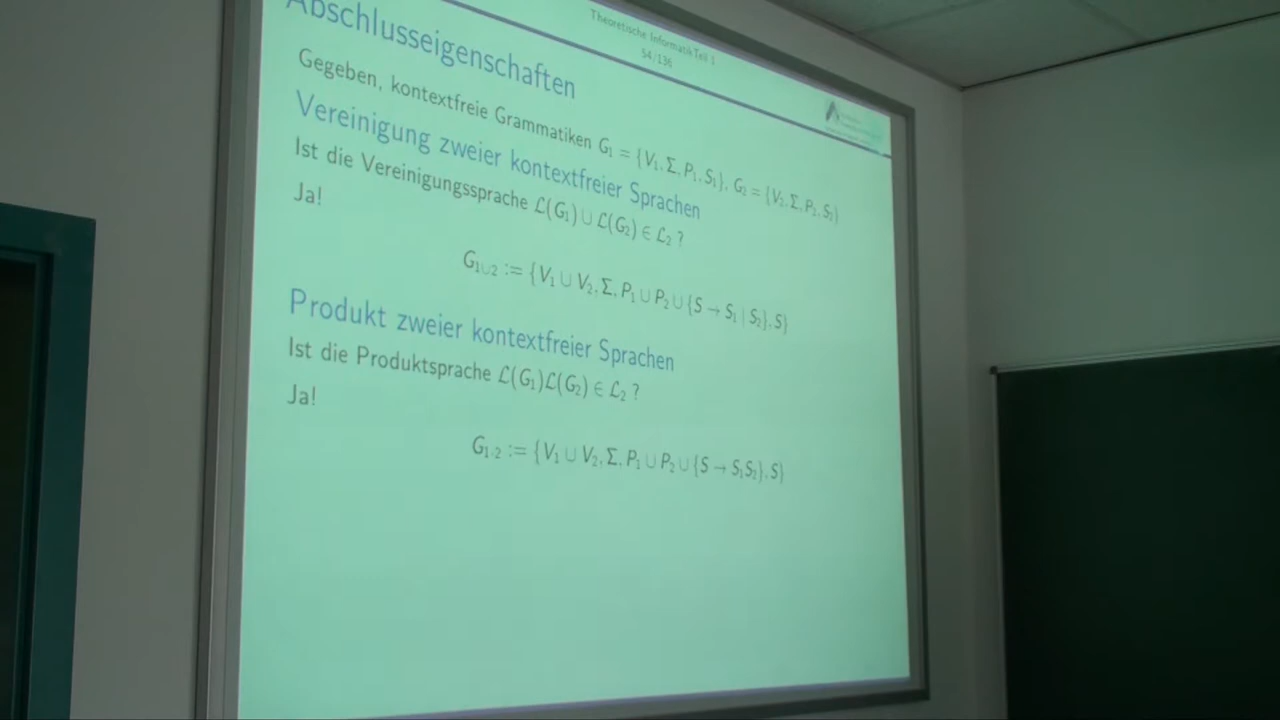 Theoretische Informatik Teil 1
54/136
Abschlusseigenschaften
Gegeben, kontextfreie Grammatiken G₁ = {V₁, Σ, P₁, S₁}, G₂ = {V₂, Σ, P₂, S₂}
Vereinigung zweier kontextfreier Sprachen
Ist die Vereinigungssprache ℒ(G₁) ∪ ℒ(G₂) ∈ ℒ₂ ?
Ja!
G₁∪₂ := {V₁ ∪ V₂, Σ, P₁ ∪ P₂ ∪ {S → S₁ | S₂}, S}
Produkt zweier kontextfreier Sprachen
Ist die Produktsprache ℒ(G₁)ℒ(G₂) ∈ ℒ₂ ?
Ja!
G₁·₂ := {V₁ ∪ V₂, Σ, P₁ ∪ P₂ ∪ {S → S₁S₂}, S}